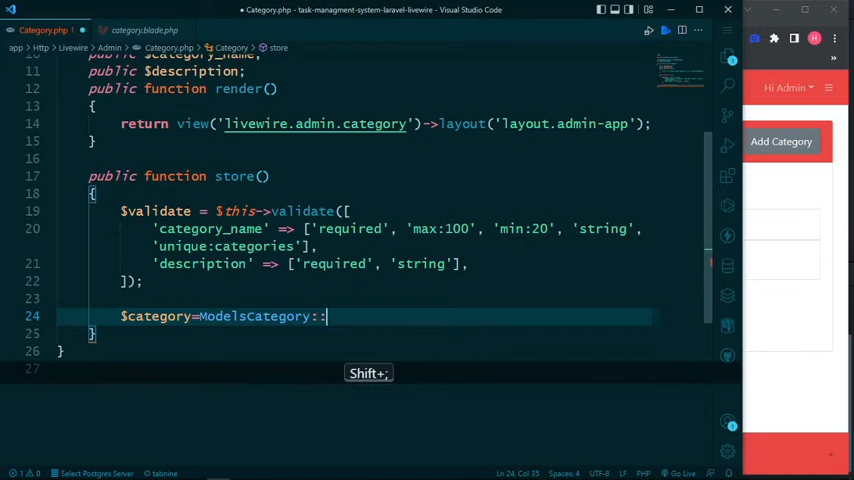 Category.php - task-managment-system-laravel-livewire - Visual Studio Code
Category.php 1
category.blade.php
app > Http > Livewire > Admin > Category.php > Category > store
10 public $category_name;
11 public $description;
12 public function render()
13 {
14 return view('livewire.admin.category')->layout('layout.admin-app');
15 }
16
17 public function store()
18 {
19 $validate = $this->validate([
20 'category_name' => ['required', 'max:100', 'min:20', 'string',
'unique:categories'],
21 'description' => ['required', 'string'],
22 ]);
23
24 $category=ModelsCategory::
25 }
26 }
27
Shift+;
Hi Admin
Add Category
H
1
1
1 0 Select Postgres Server tabnine Ln 24, Col 35 Spaces: 4 UTF-8 LF PHP Go Live